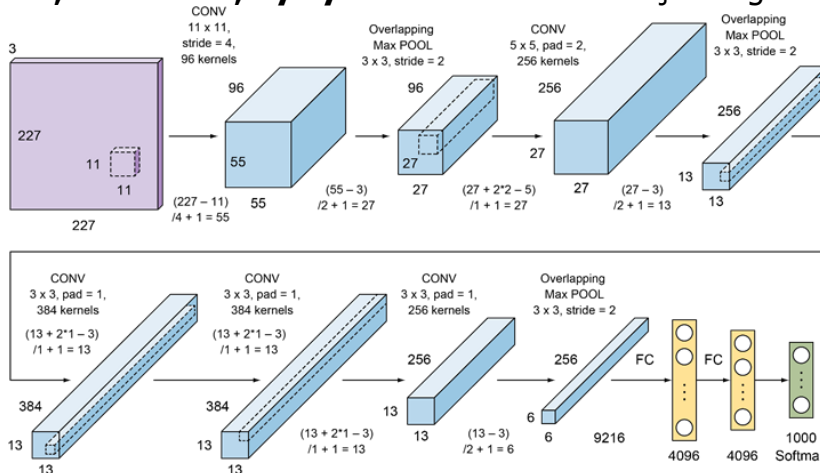 CONV
11 x 11,
stride = 4,
96 kernels
Overlapping
Max POOL
3 x 3, stride = 2
CONV
5 x 5, pad = 2,
256 kernels
Overlapping
Max POOL
3 x 3, stride = 2
3
227
11
11
227
(227 – 11)
/4 + 1 = 55
96
55
55
(55 – 3)
/2 + 1 = 27
96
27
27
(27 + 2*2 – 5)
/1 + 1 = 27
256
27
27
(27 – 3)
/2 + 1 = 13
256
13
13
CONV
3 x 3, pad = 1,
384 kernels
(13 + 2*1 – 3)
/1 + 1 = 13
CONV
3 x 3, pad = 1,
384 kernels
(13 + 2*1 – 3)
/1 + 1 = 13
CONV
3 x 3, pad = 1,
256 kernels
Overlapping
Max POOL
3 x 3, stride = 2
384
13
13
384
13
13
(13 + 2*1 – 3)
/1 + 1 = 13
256
13
13
(13 – 3)
/2 + 1 = 6
256
6
6
9216
FC
4096
FC
4096
1000